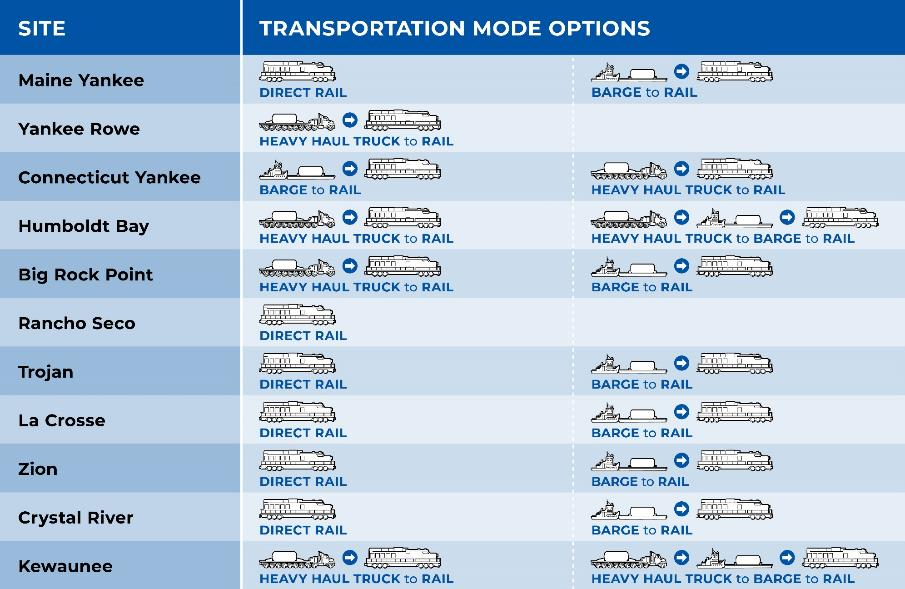 SITE TRANSPORTATION MODE OPTIONS
Maine Yankee
DIRECT RAIL BARGE to RAIL
Yankee Rowe
HEAVY HAUL TRUCK to RAIL
Connecticut Yankee
BARGE to RAIL HEAVY HAUL TRUCK to RAIL
Humboldt Bay
HEAVY HAUL TRUCK to RAIL HEAVY HAUL TRUCK to BARGE to RAIL
Big Rock Point
HEAVY HAUL TRUCK to RAIL BARGE to RAIL
Rancho Seco
DIRECT RAIL
Trojan
DIRECT RAIL BARGE to RAIL
La Crosse
DIRECT RAIL BARGE to RAIL
Zion
DIRECT RAIL BARGE to RAIL
Crystal River
DIRECT RAIL BARGE to RAIL
Kewaunee
HEAVY HAUL TRUCK to RAIL HEAVY HAUL TRUCK to BARGE to RAIL